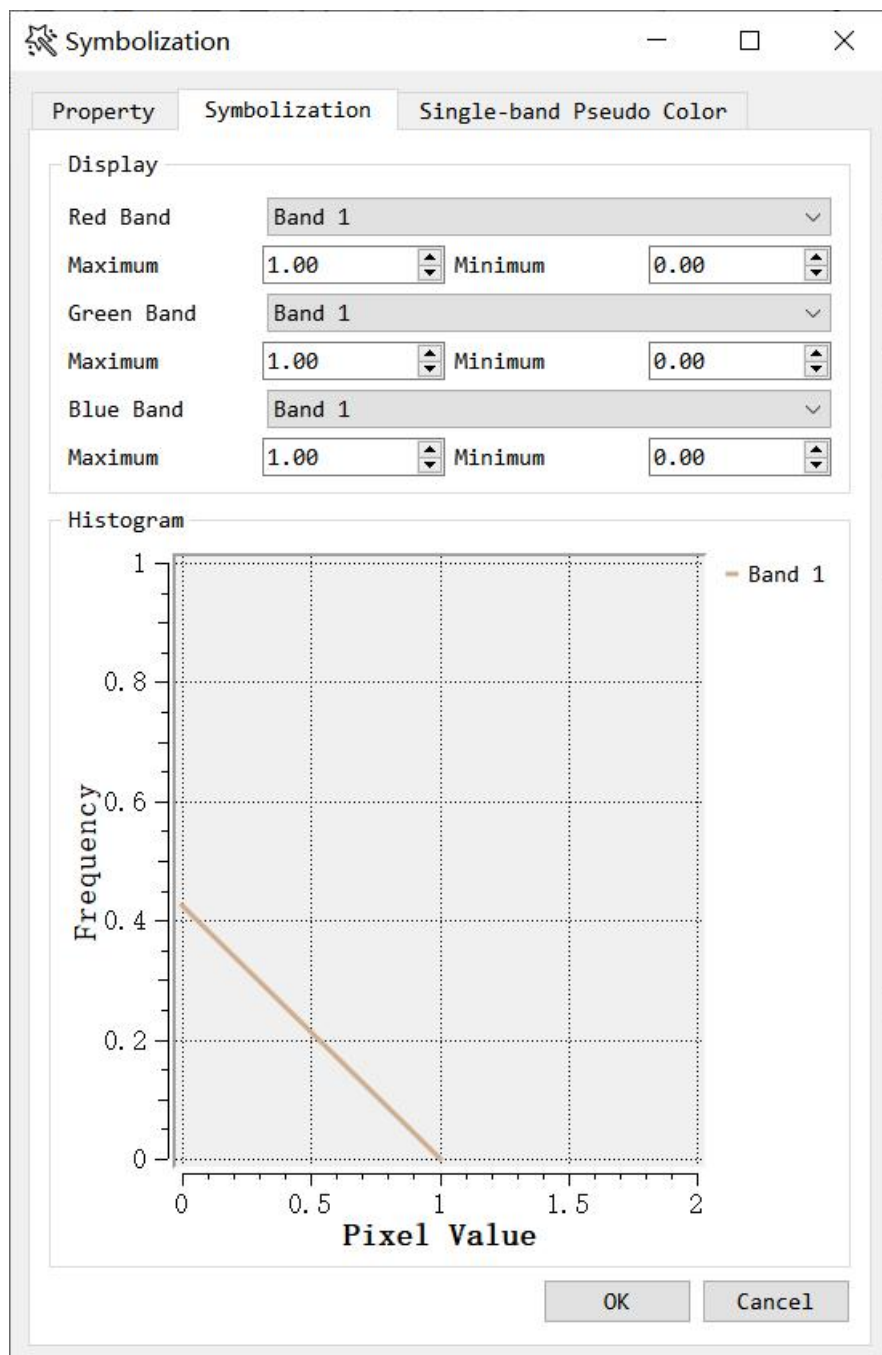 Symbolization
Property Symbolization Single-band Pseudo Color
Display
Red Band Band 1
Maximum 1.00 Minimum 0.00
Green Band Band 1
Maximum 1.00 Minimum 0.00
Blue Band Band 1
Maximum 1.00 Minimum 0.00
Histogram
1
Band 1
0.8
0.6
Frequency
0.4
0.2
0
0 0.5 1 1.5 2
Pixel Value
OK Cancel